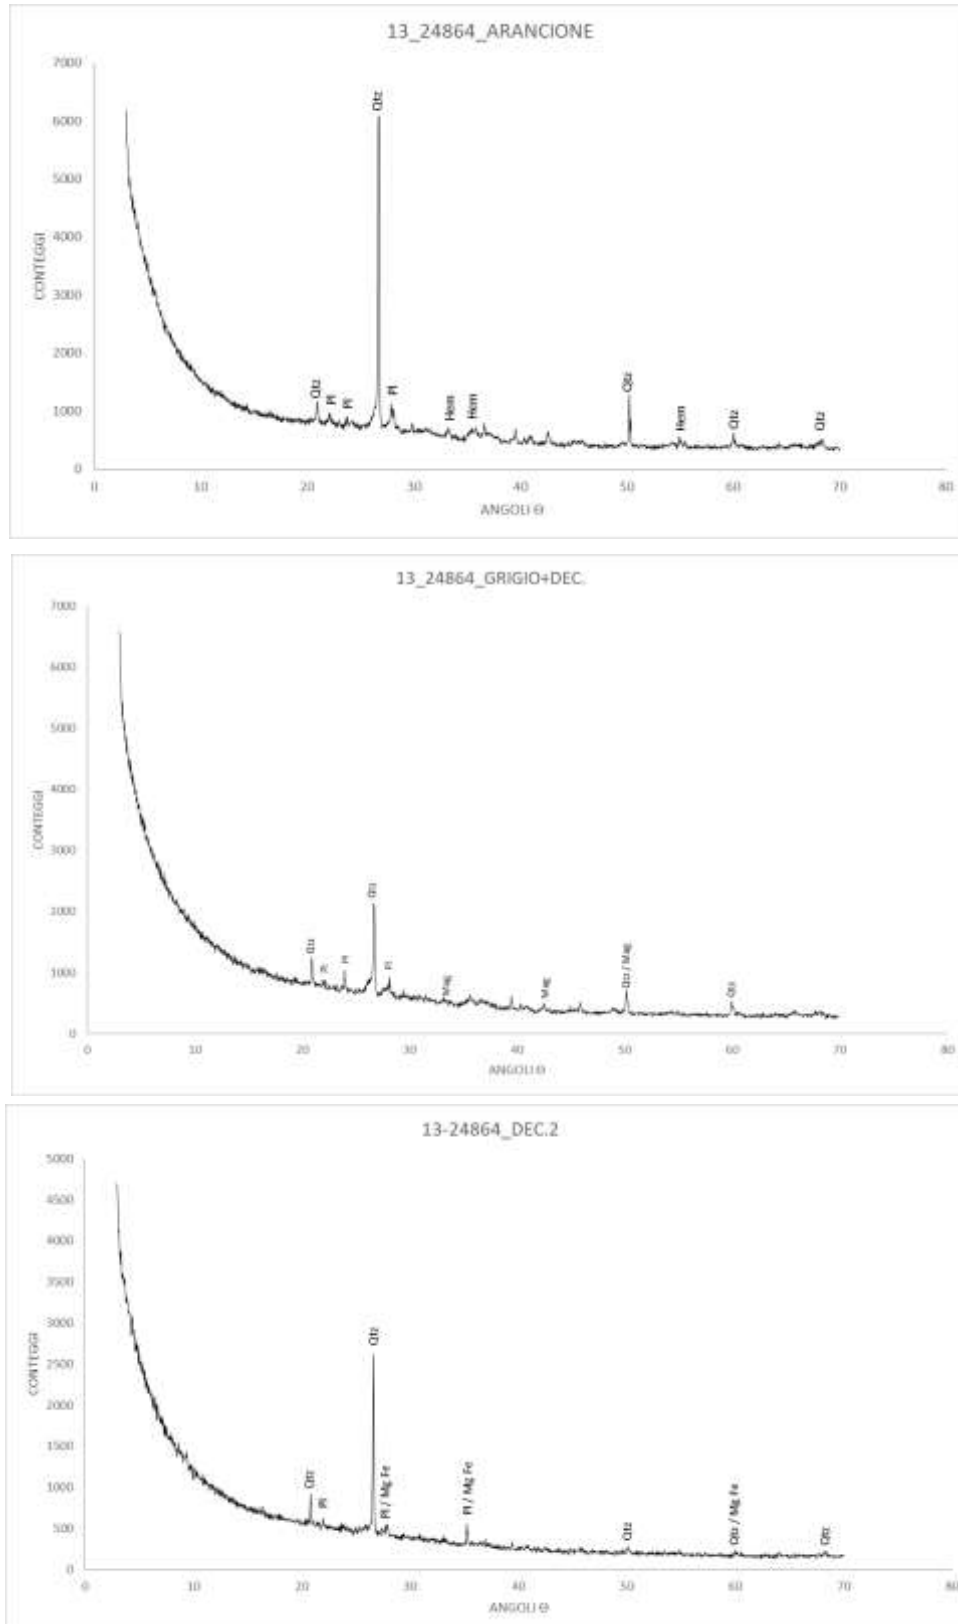 13_24864_ARANCIONE
7000
6000
5000
4000
3000
2000
1000
0
CONTEGGI
Qtz
Pl
Pl
Qtz
Pl
Hem
Hem
Qtz
Hem
Qtz
Qtz
0 10 20 30 40 50 60 70 80
ANGOLI Θ
13_24864_GRIGIO+DEC.
7000
6000
5000
4000
3000
2000
1000
0
CONTEGGI
Qtz
Pl
Pl
Qtz
Pl
Mag
Mag
Qtz / Mag
Qtz
0 10 20 30 40 50 60 70 80
ANGOLI Θ
13-24864_DEC.2
5000
4500
4000
3500
3000
2500
2000
1500
1000
500
0
CONTEGGI
Qtz
Pl
Qtz
Pl / Mg Fe
Pl / Mg Fe
Qtz
Qtz / Mg Fe
Qtz
0 10 20 30 40 50 60 70 80
ANGOLI Θ